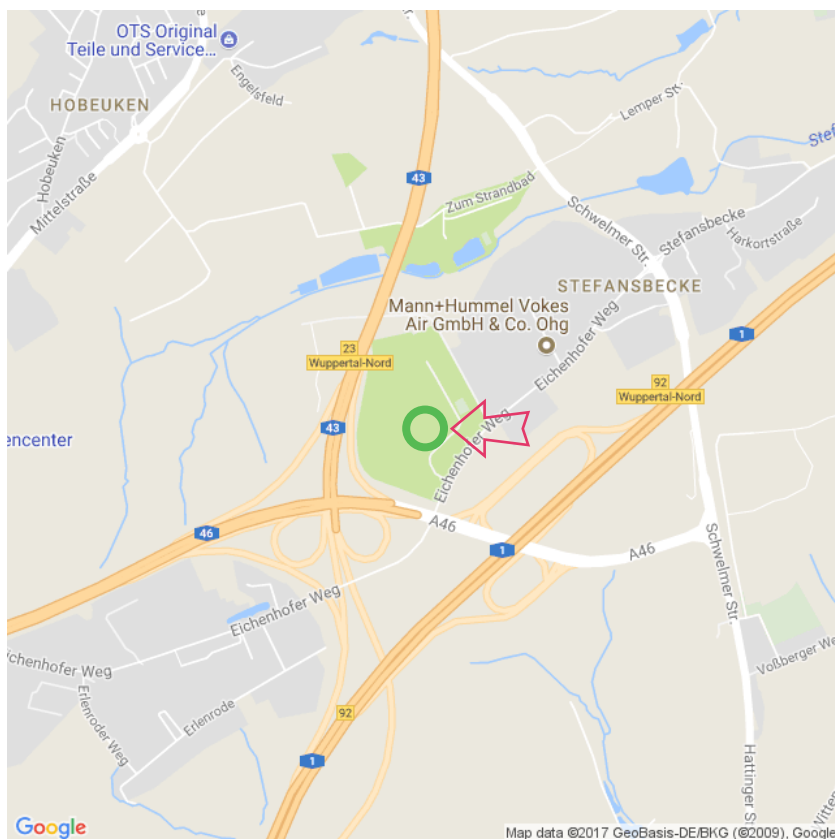 OTS Original
Teile und Service...
Engelsfeld
HOBEUKEN
Hobeuken
Mittelstraße
43
Lemper Str.
Zum Strandbad
Schwelmer Str.
Stefansbecke
Harkortstraße
STEFANSBECKE
Mann+Hummel Vokes
Air GmbH & Co. Ohg
Eichenhofer Weg
1
23
Wuppertal-Nord
92
Wuppertal-Nord
43
encenter
Eichenhofer Weg
A46
46
1
A46
Schwelmer Str.
Eichenhofer Weg
ichenhofer Weg
Erlenroder Weg
Erlenrode
Voßberger We
92
1
Hattinger St
Witten
Google
Map data ©2017 GeoBasis-DE/BKG (©2009), Google